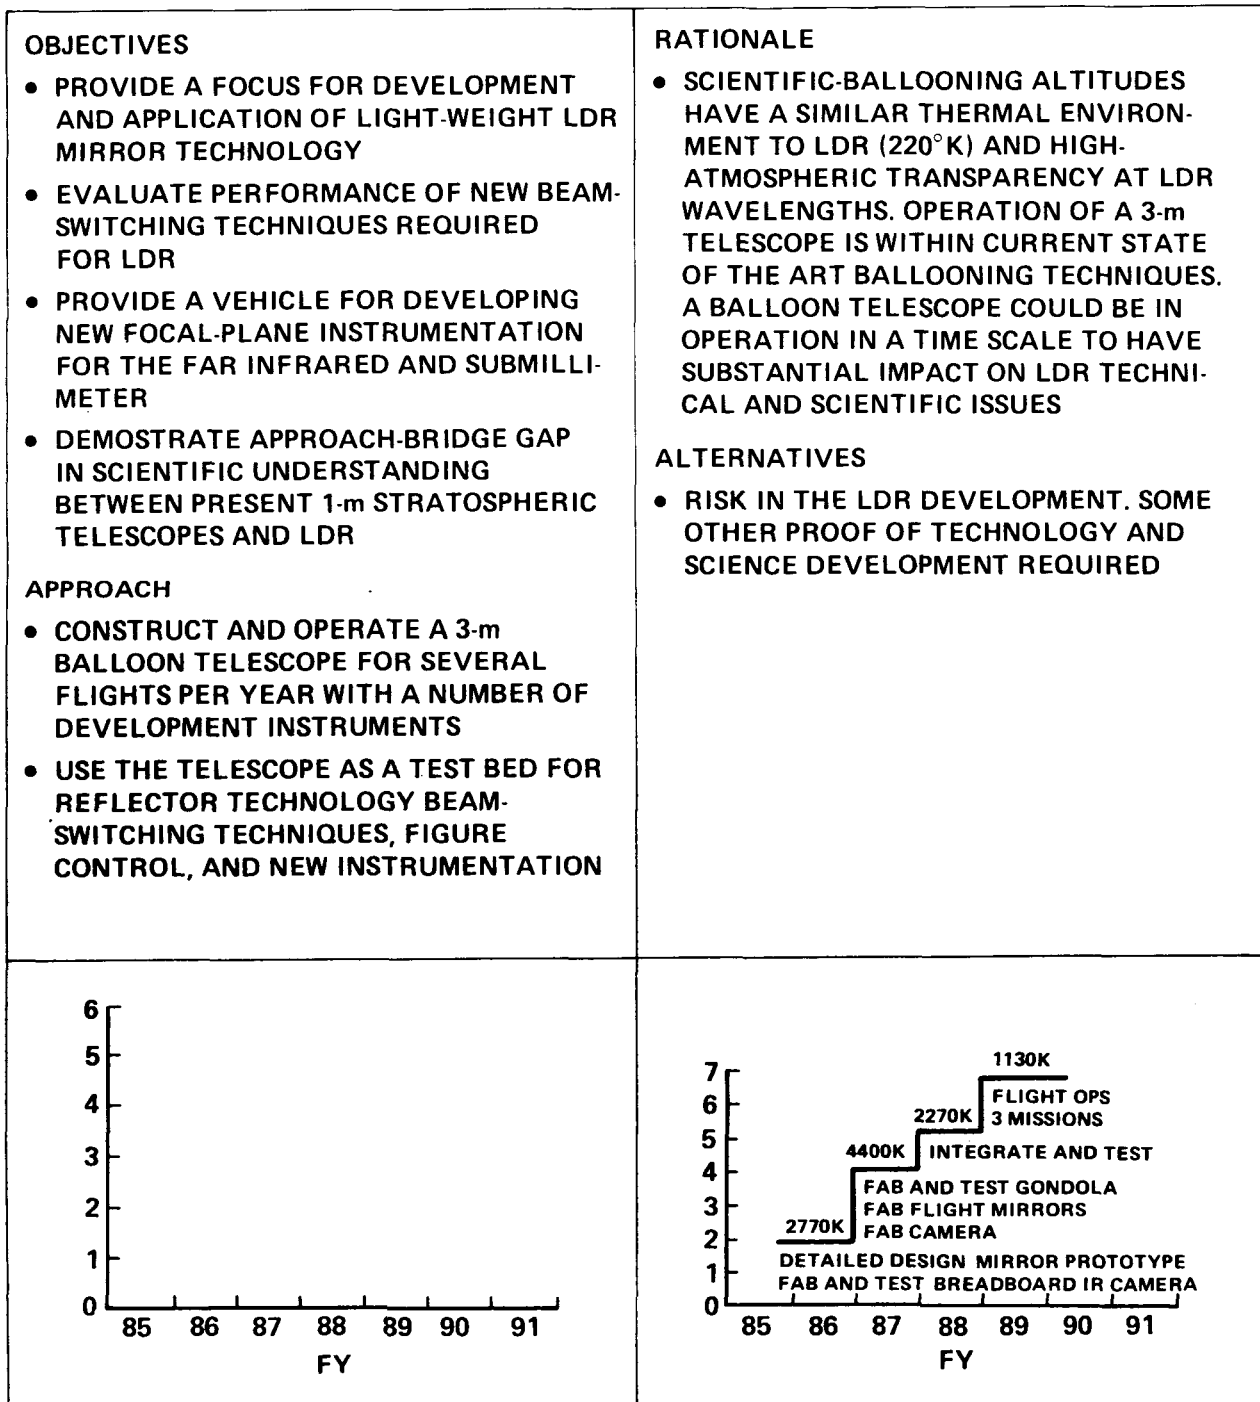 OBJECTIVES
• PROVIDE A FOCUS FOR DEVELOPMENT
AND APPLICATION OF LIGHT-WEIGHT LDR
MIRROR TECHNOLOGY
• EVALUATE PERFORMANCE OF NEW BEAM-
SWITCHING TECHNIQUES REQUIRED
FOR LDR
• PROVIDE A VEHICLE FOR DEVELOPING
NEW FOCAL-PLANE INSTRUMENTATION
FOR THE FAR INFRARED AND SUBMILLI-
METER
• DEMOSTRATE APPROACH-BRIDGE GAP
IN SCIENTIFIC UNDERSTANDING
BETWEEN PRESENT 1-m STRATOSPHERIC
TELESCOPES AND LDR
APPROACH
• CONSTRUCT AND OPERATE A 3-m
BALLOON TELESCOPE FOR SEVERAL
FLIGHTS PER YEAR WITH A NUMBER OF
DEVELOPMENT INSTRUMENTS
• USE THE TELESCOPE AS A TEST BED FOR
REFLECTOR TECHNOLOGY BEAM-
SWITCHING TECHNIQUES, FIGURE
CONTROL, AND NEW INSTRUMENTATION
RATIONALE
• SCIENTIFIC-BALLOONING ALTITUDES
HAVE A SIMILAR THERMAL ENVIRON-
MENT TO LDR (220°K) AND HIGH-
ATMOSPHERIC TRANSPARENCY AT LDR
WAVELENGTHS. OPERATION OF A 3-m
TELESCOPE IS WITHIN CURRENT STATE
OF THE ART BALLOONING TECHNIQUES.
A BALLOON TELESCOPE COULD BE IN
OPERATION IN A TIME SCALE TO HAVE
SUBSTANTIAL IMPACT ON LDR TECHNI-
CAL AND SCIENTIFIC ISSUES
ALTERNATIVES
• RISK IN THE LDR DEVELOPMENT. SOME
OTHER PROOF OF TECHNOLOGY AND
SCIENCE DEVELOPMENT REQUIRED
6
5
4
3
2
1
0
85 86 87 88 89 90 91
FY
1130K
7
FLIGHT OPS
6
2270K 3 MISSIONS
5
4400K INTEGRATE AND TEST
4
FAB AND TEST GONDOLA
3 FAB FLIGHT MIRRORS
2770K FAB CAMERA
2
DETAILED DESIGN MIRROR PROTOTYPE
1 FAB AND TEST BREADBOARD IR CAMERA
0
85 86 87 88 89 90 91
FY